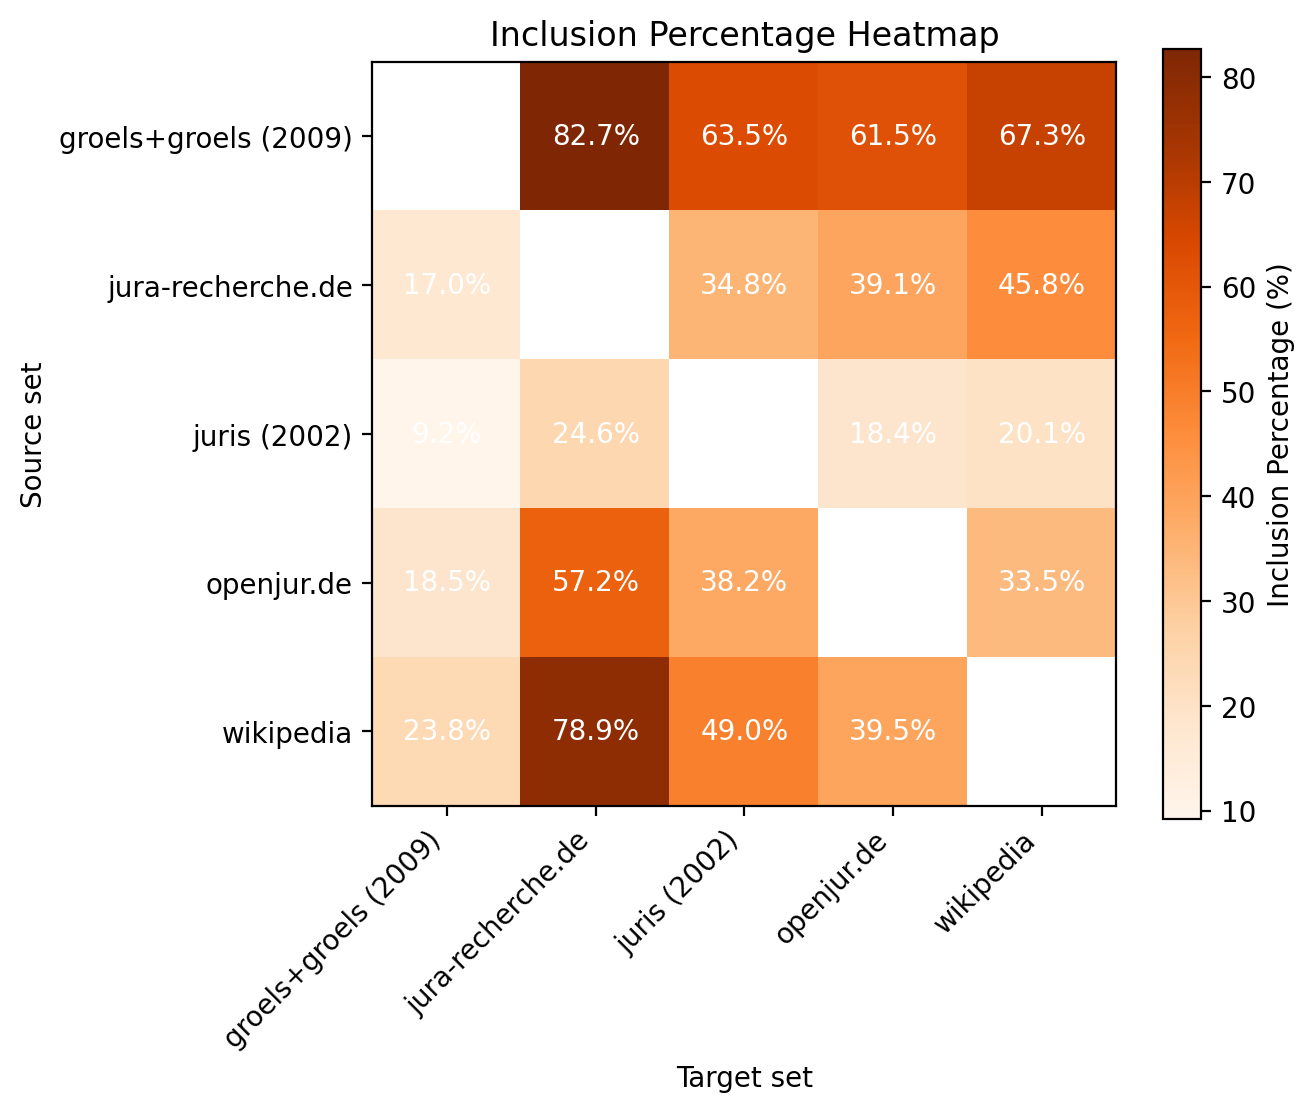 Inclusion Percentage Heatmap
groels+groels (2009) 82.7% 63.5% 61.5% 67.3%
jura-recherche.de 17.0% 34.8% 39.1% 45.8%
juris (2002) 9.2% 24.6% 18.4% 20.1%
openjur.de 18.5% 57.2% 38.2% 33.5%
wikipedia 23.8% 78.9% 49.0% 39.5%
Source set
groels+groels (2009)
jura-recherche.de
juris (2002)
openjur.de
wikipedia
Target set
80
70
60
50
40
30
20
10
Inclusion Percentage (%)